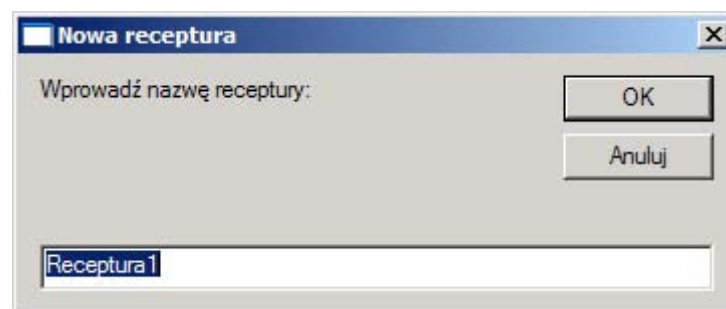 Nowa receptura
Wprowadź nazwę receptury:
OK
Anuluj
Receptura1